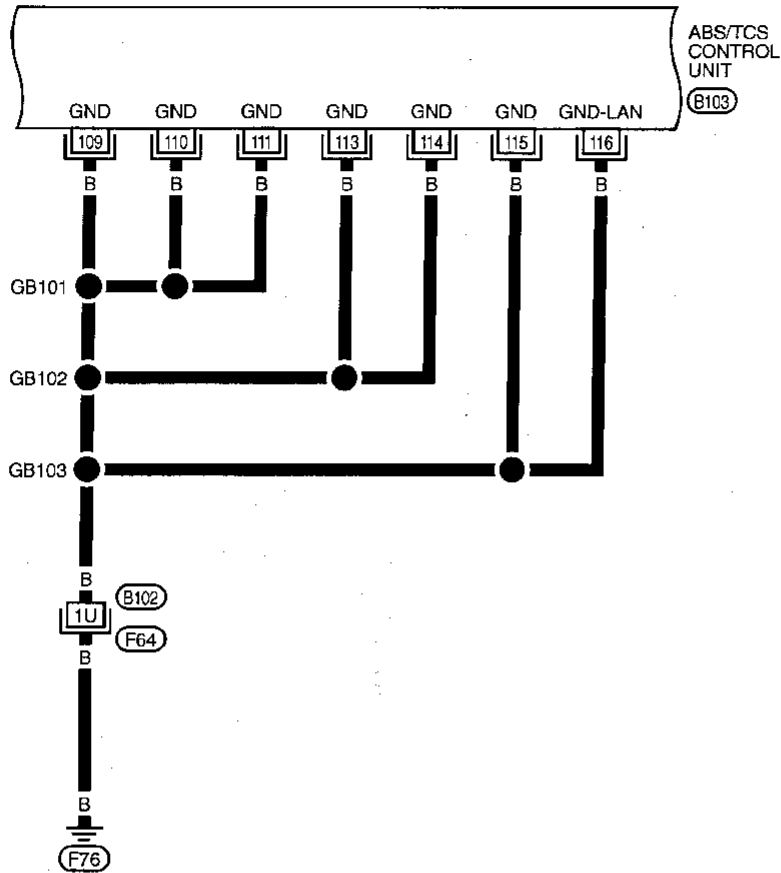 ABS/TCS
CONTROL
UNIT
B103
GND GND GND GND GND GND GND-LAN
109 110 111 113 114 115 116
B B B B B B B
GB101
GB102
GB103
B
B102
1U
F64
B
B
F76